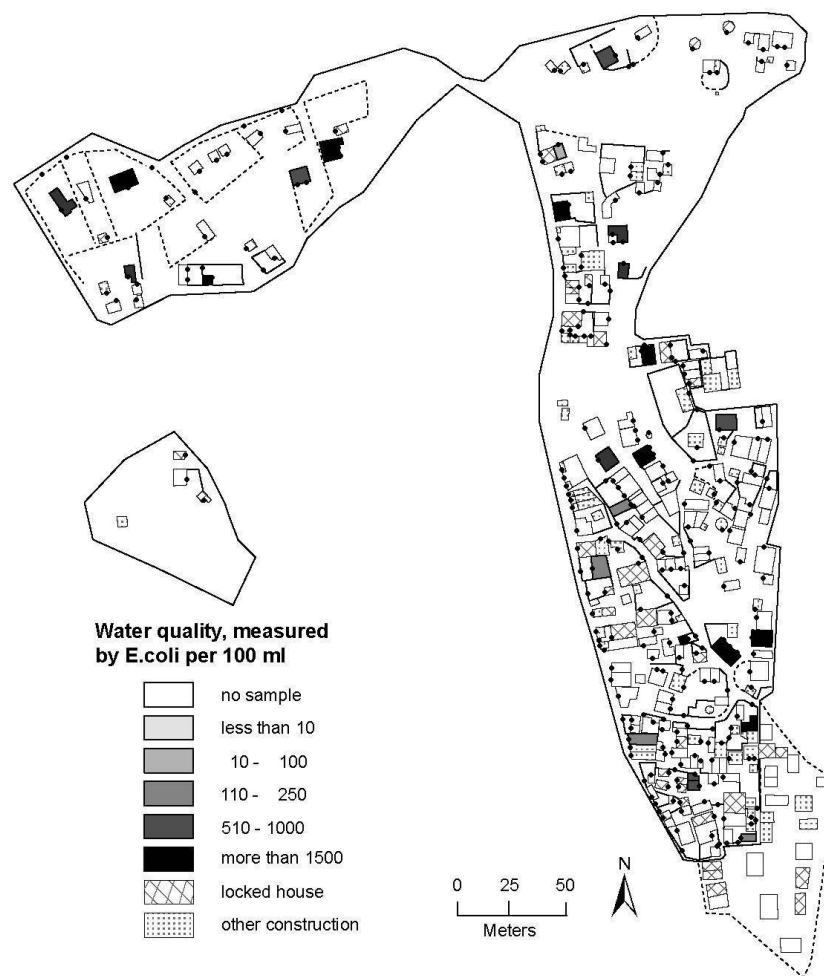 Water quality, measured
by E.coli per 100 ml
no sample
less than 10
10 - 100
110 - 250
510 - 1000
more than 1500
locked house
other construction
0 25 50
Meters
N